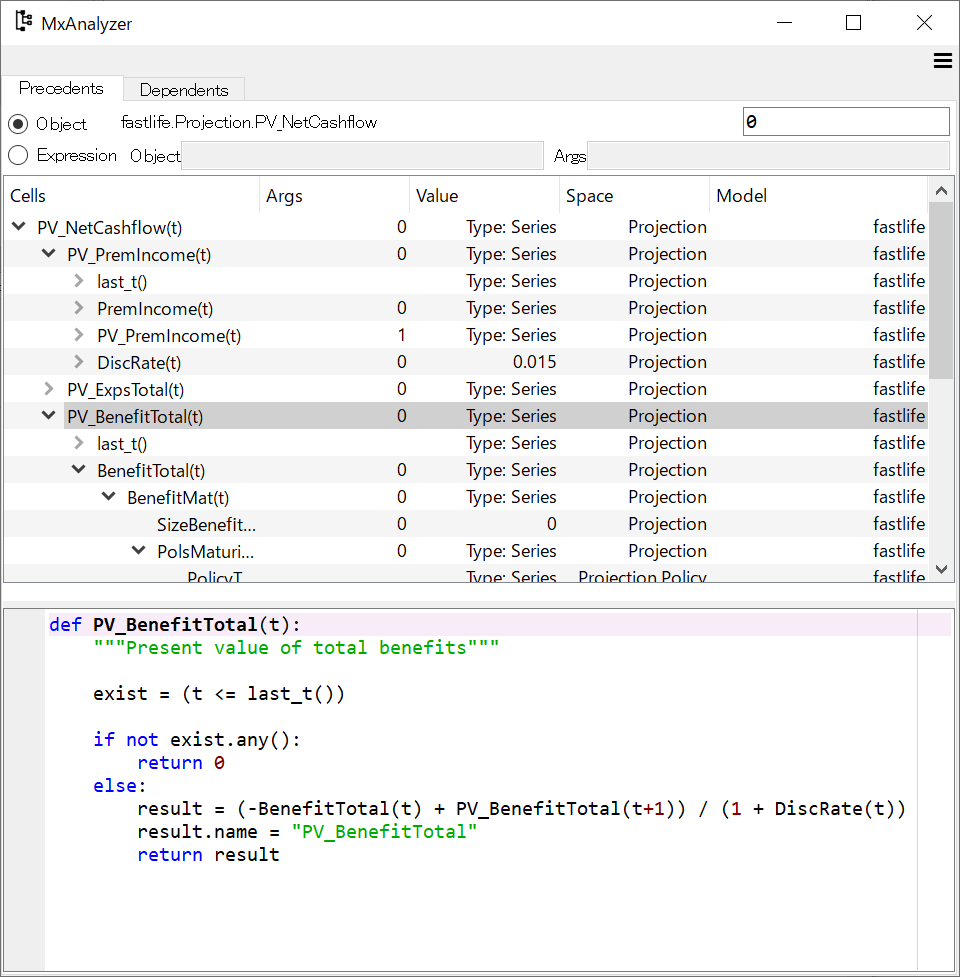 MxAnalyzer
Precedents Dependents
Object fastlife.Projection.PV_NetCashflow 0
Expression Object Args
Cells Args Value Space Model
PV_NetCashflow(t) 0 Type: Series Projection fastlife
PV_PremIncome(t) 0 Type: Series Projection fastlife
last_t() Type: Series Projection fastlife
PremIncome(t) 0 Type: Series Projection fastlife
PV_PremIncome(t) 1 Type: Series Projection fastlife
DiscRate(t) 0 0.015 Projection fastlife
PV_ExpsTotal(t) 0 Type: Series Projection fastlife
PV_BenefitTotal(t) 0 Type: Series Projection fastlife
last_t() Type: Series Projection fastlife
BenefitTotal(t) 0 Type: Series Projection fastlife
BenefitMat(t) 0 Type: Series Projection fastlife
SizeBenefit... 0 0 Projection fastlife
PolsMaturi... 0 Type: Series Projection fastlife
PolicyT Type: Series Projection Policy fastlife
def PV_BenefitTotal(t):
"""Present value of total benefits"""
exist = (t <= last_t())
if not exist.any():
return 0
else:
result = (-BenefitTotal(t) + PV_BenefitTotal(t+1)) / (1 + DiscRate(t))
result.name = "PV_BenefitTotal"
return result